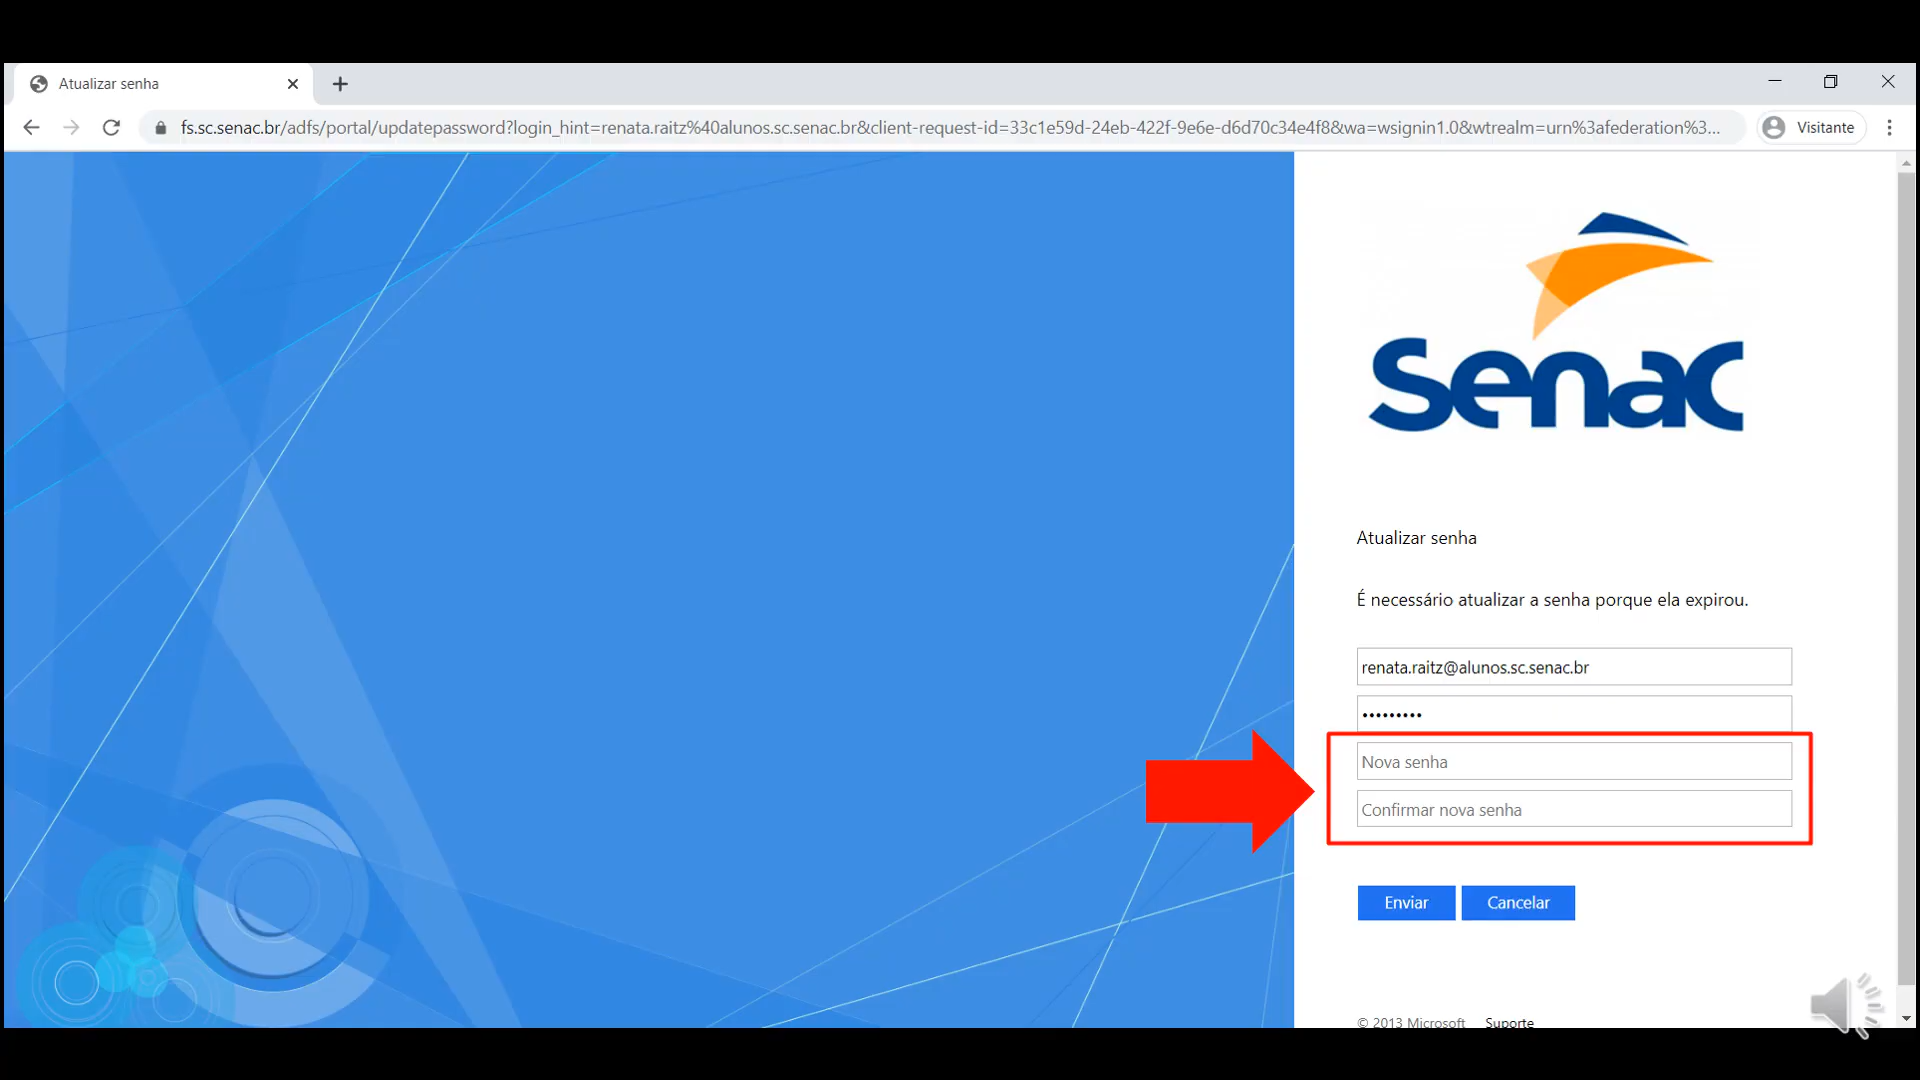 Atualizar senha
fs.sc.senac.br/adfs/portal/updatepassword?login_hint=renata.raitz%40alunos.sc.senac.br&client-request-id=33c1e59d-24eb-422f-9e6e-d6d70c34e4f8&wa=wsignin1.0&wtrealm=urn%3afederation%3...
Visitante
Senac
Atualizar senha
É necessário atualizar a senha porque ela expirou.
renata.raitz@alunos.sc.senac.br
•••••••••
Nova senha
Confirmar nova senha
Enviar Cancelar
© 2013 Microsoft Suporte